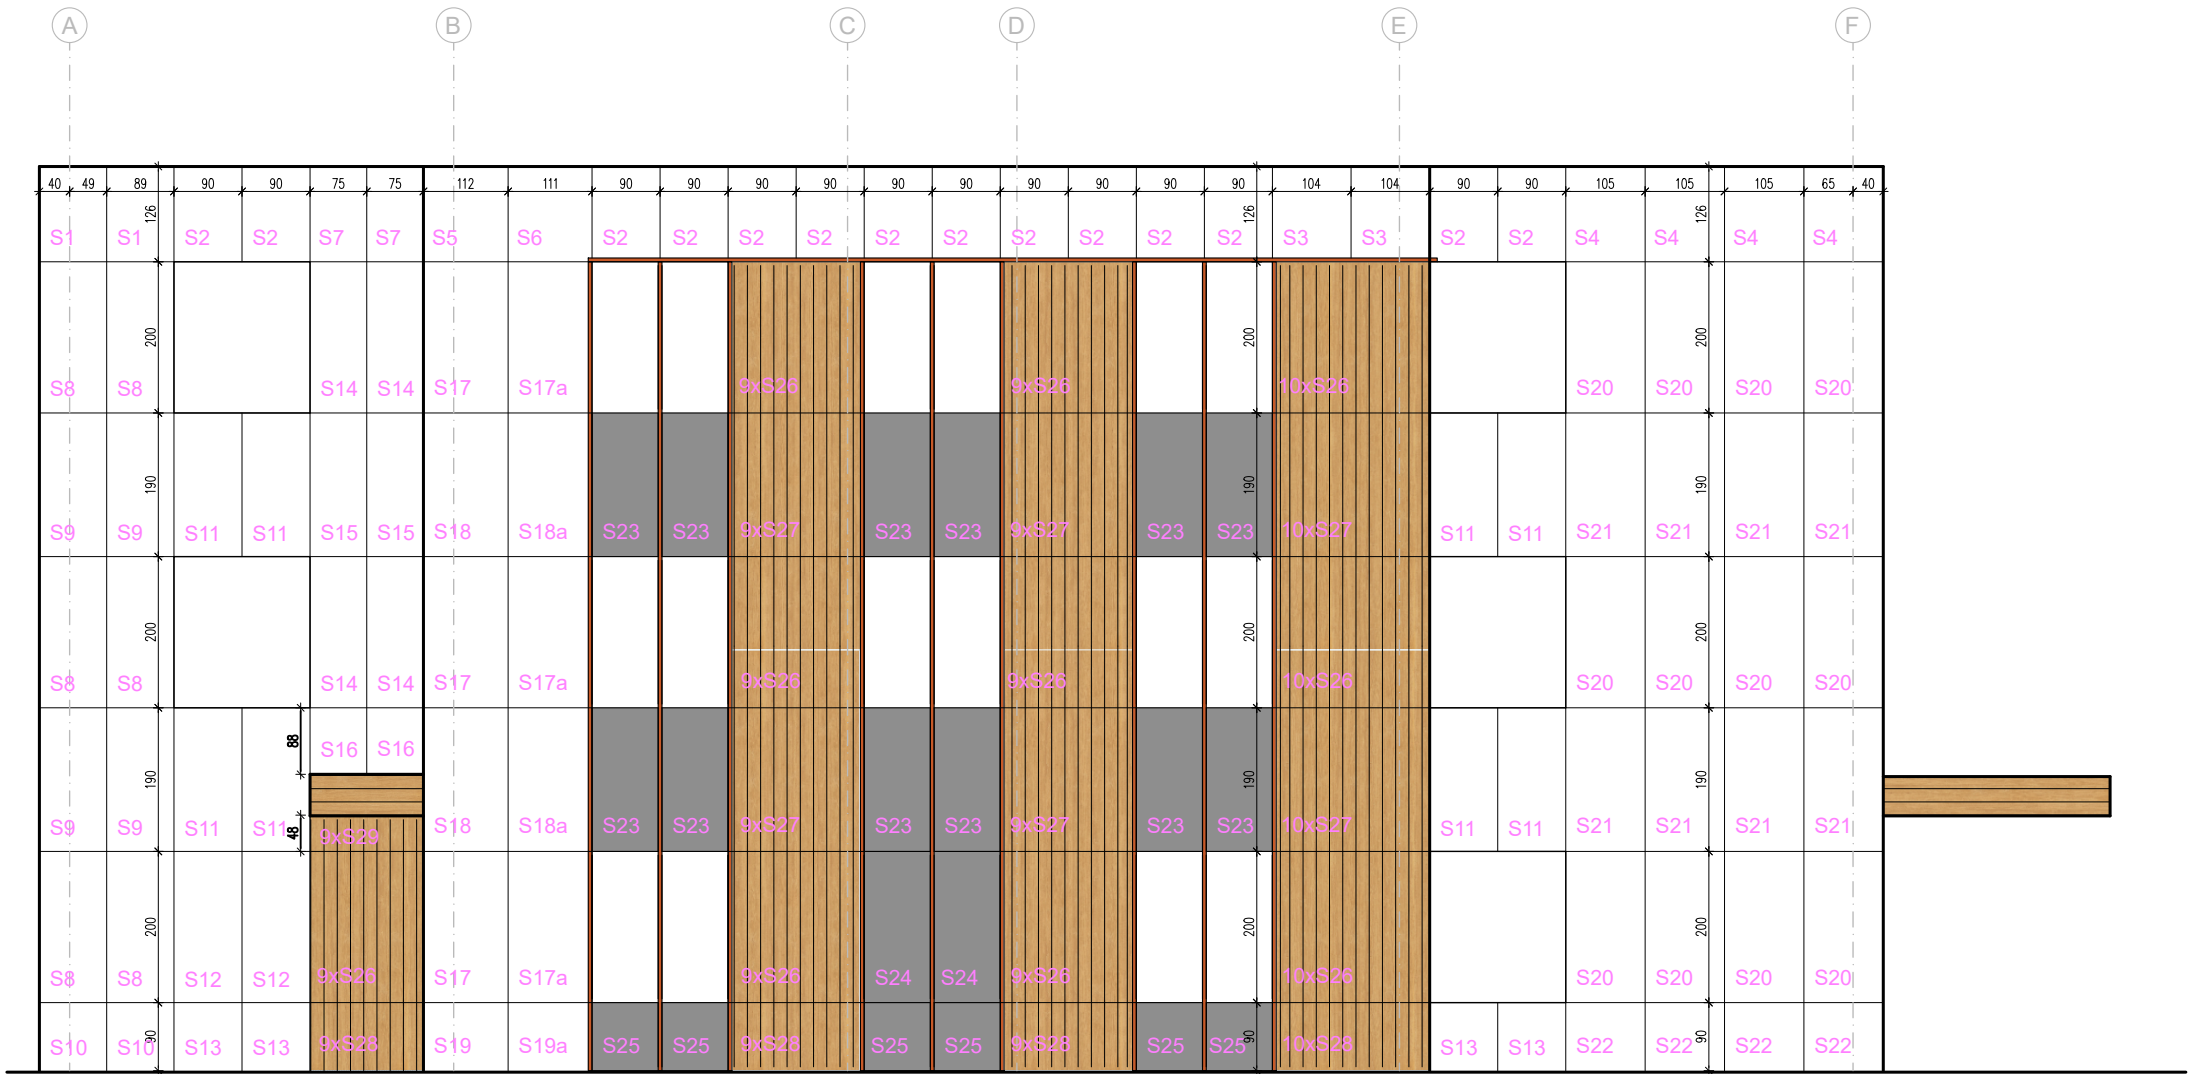 A B C D E F
40 49 89 90 90 75 75 112 111 90 90 90 90 90 90 90 90 90 90 104 104 90 90 105 105 105 65 40
126 126 126
S1 S1 S2 S2 S7 S7 S5 S6 S2 S2 S2 S2 S2 S2 S2 S2 S2 S2 S3 S3 S2 S2 S4 S4 S4 S4
200 200 200
S8 S8 S14 S14 S17 S17a 9xS26 9xS26 10xS26 S20 S20 S20 S20
190 190 190
S9 S9 S11 S11 S15 S15 S18 S18a S23 S23 9xS27 S23 S23 9xS27 S23 S23 10xS27 S11 S11 S21 S21 S21 S21
200 200 200
S8 S8 S14 S14 S17 S17a 9xS26 9xS26 10xS26 S20 S20 S20 S20
88
S16 S16
190 190 190
S9 S9 S11 S11 48 9xS29 S18 S18a S23 S23 9xS27 S23 S23 9xS27 S23 S23 10xS27 S11 S11 S21 S21 S21 S21
200 200 200
S8 S8 S12 S12 9xS26 S17 S17a 9xS26 S24 S24 9xS26 10xS26 S20 S20 S20 S20
90 90 90
S10 S10 S13 S13 9xS28 S19 S19a S25 S25 9xS28 S25 S25 9xS28 S25 S25 10xS28 S13 S13 S22 S22 S22 S22